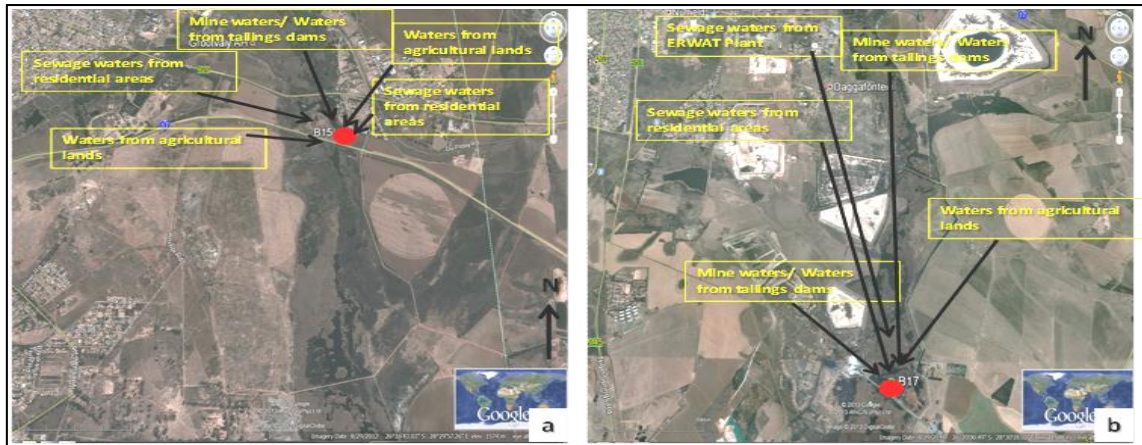 Mine waters/ Waters
from tailings dams
Waters from
agricultural lands
Sewage waters from
residential areas
Sewage waters
from residential
areas
Waters from agricultural
lands
B15
N
Google
a
Sewage waters from
ERWAT Plant
Mine waters/ Waters
from tailings dams
N
Daggafontein
Sewage waters from
residential areas
Waters from agricultural
lands
Mine waters/ Waters
from tailings dams
B17
Google
b